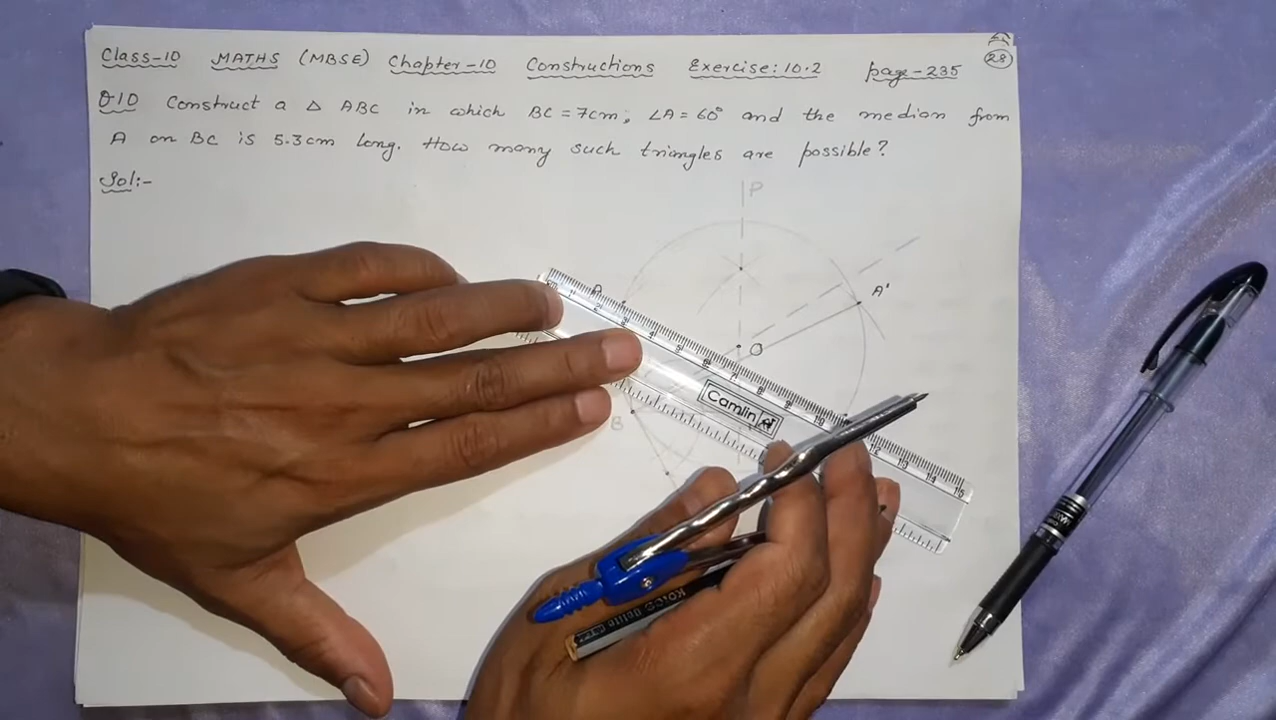 Class-10 MATHS (MBSE) Chapter-10 Constructions Exercise: 10.2 page-235
28
Q10 Construct a △ ABC in which BC = 7cm, ∠A = 60° and the median from
A on BC is 5.3cm long. How many such triangles are possible?
Sol:-
P
A
A'
O
B
Camlin